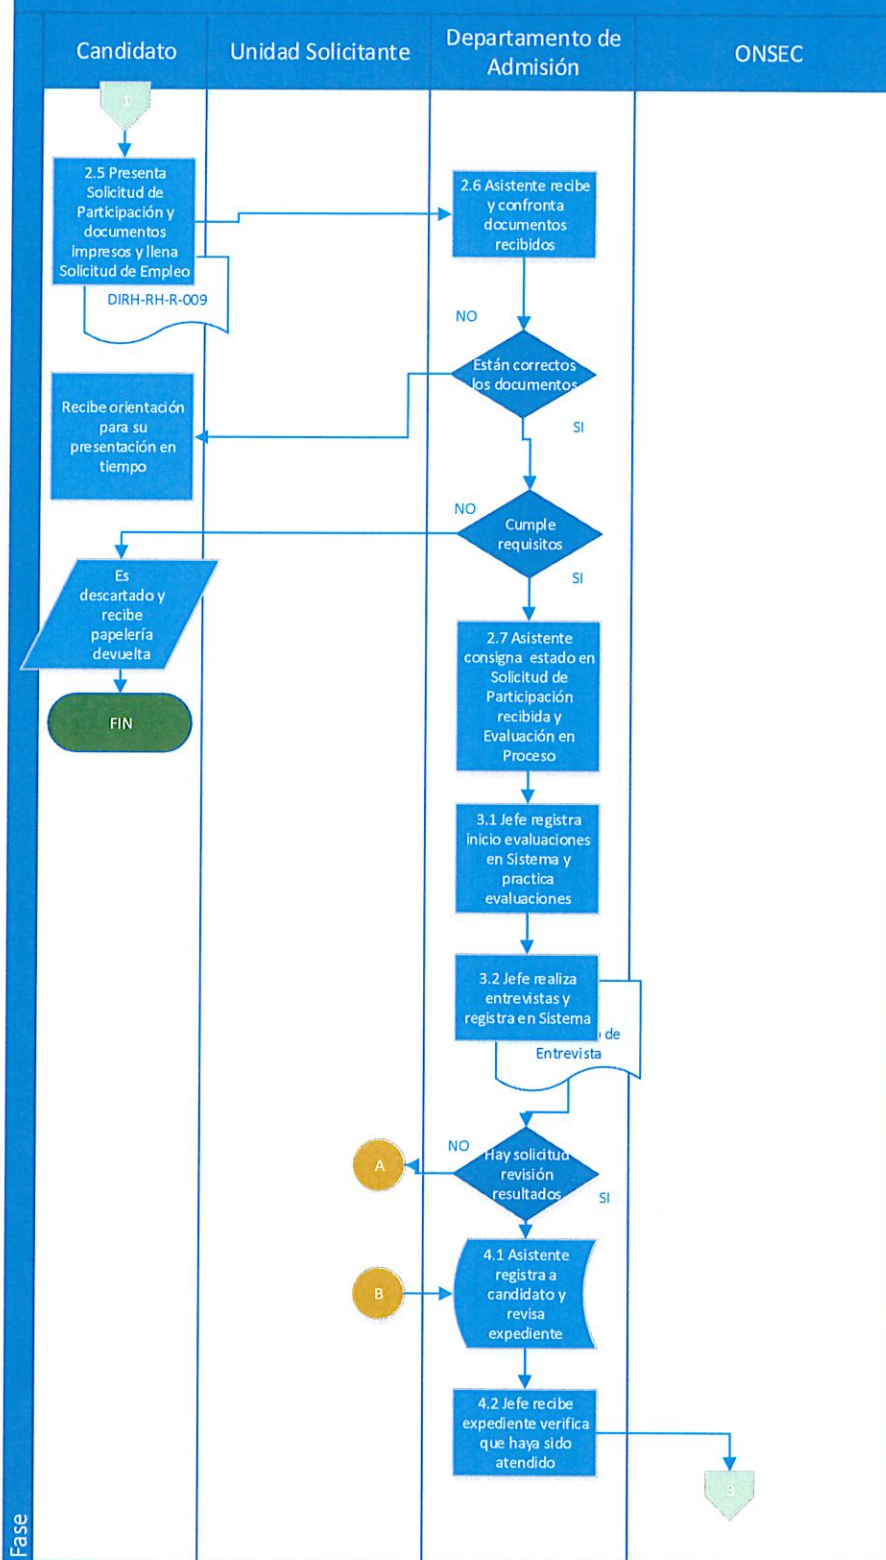 Candidato
Unidad Solicitante
Departamento de
Admisión
ONSEC
1
2.5 Presenta
Solicitud de
Participación y
documentos
impresos y llena
Solicitud de Empleo
DIRH-RH-R-009
2.6 Asistente recibe
y confronta
documentos
recibidos
NO
Están correctos
los documentos
SI
Recibe orientación
para su
presentación en
tiempo
NO
Cumple
requisitos
SI
Es
descartado y
recibe
papelería
devuelta
FIN
2.7 Asistente
consigna estado en
Solicitud de
Participación
recibida y
Evaluación en
Proceso
3.1 Jefe registra
inicio evaluaciones
en Sistema y
practica
evaluaciones
3.2 Jefe realiza
entrevistas y
registra en Sistema
de
Entrevista
NO
Hay solicitud
revisión
resultados
SI
A
4.1 Asistente
registra a
candidato y
revisa
expediente
B
4.2 Jefe recibe
expediente verifica
que haya sido
atendido
3
Fase